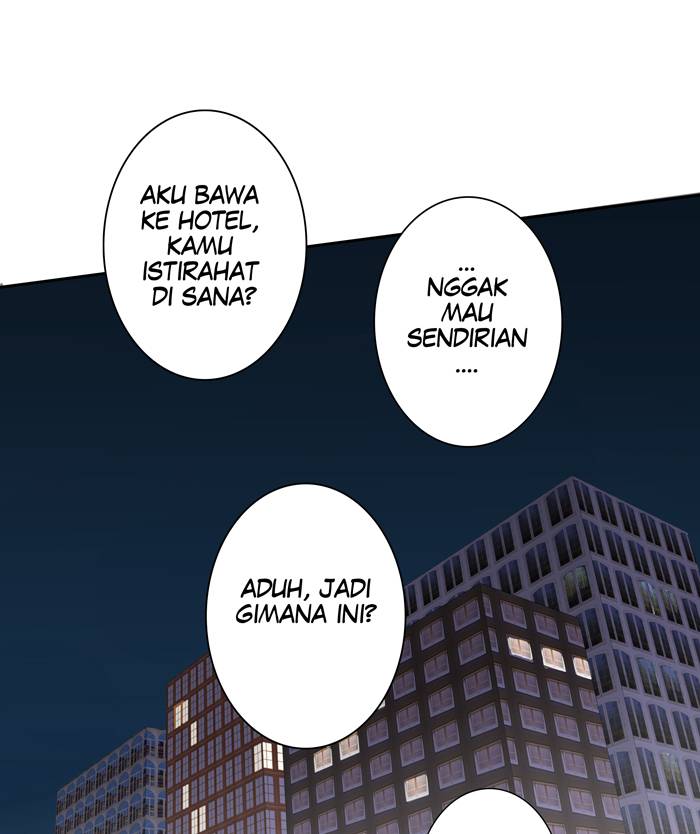 AKU BAWA
KE HOTEL,
KAMU
ISTIRAHAT
DI SANA?
...
NGGAK
MAU
SENDIRIAN
....
ADUH, JADI
GIMANA INI?